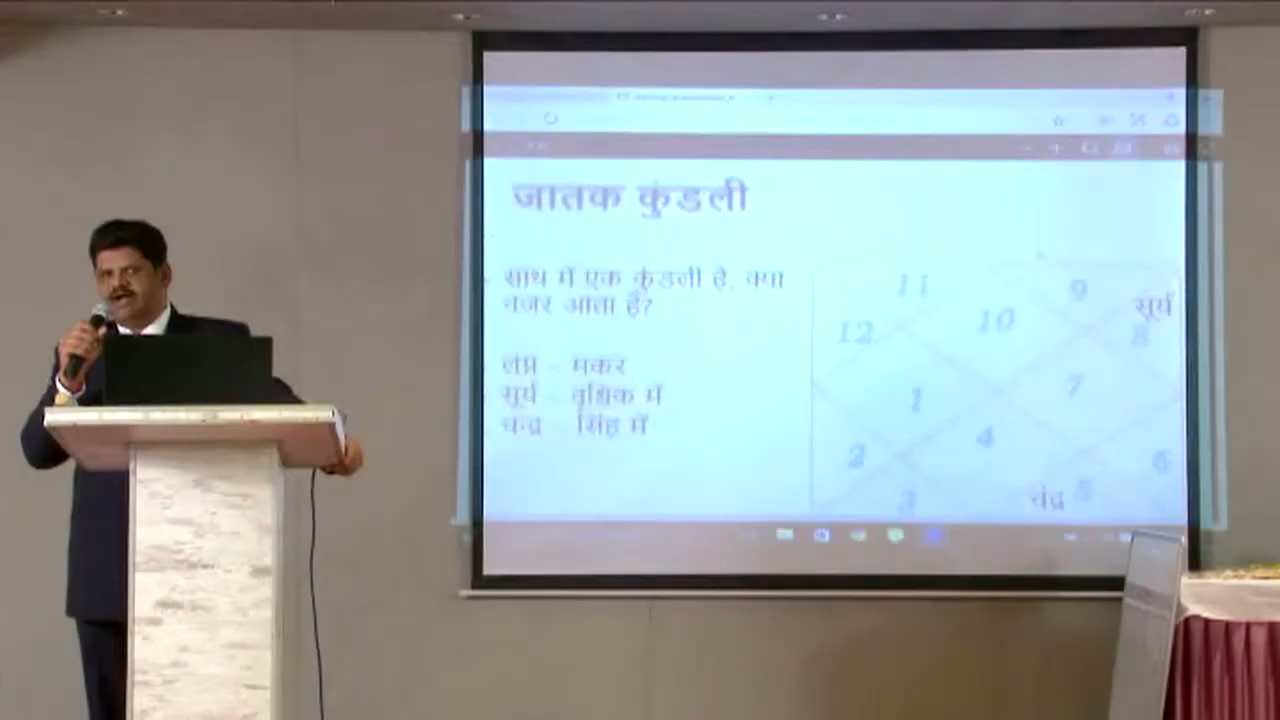 जातक कुंडली
साथ में एक कुंडली है. क्या
नजर आता है?
लग्न - मकर
सूर्य - वृश्चिक में
चन्द्र - सिंह में
11
9
सूर्य
12
10
8
1
7
2
4
6
3
चंद्र 5